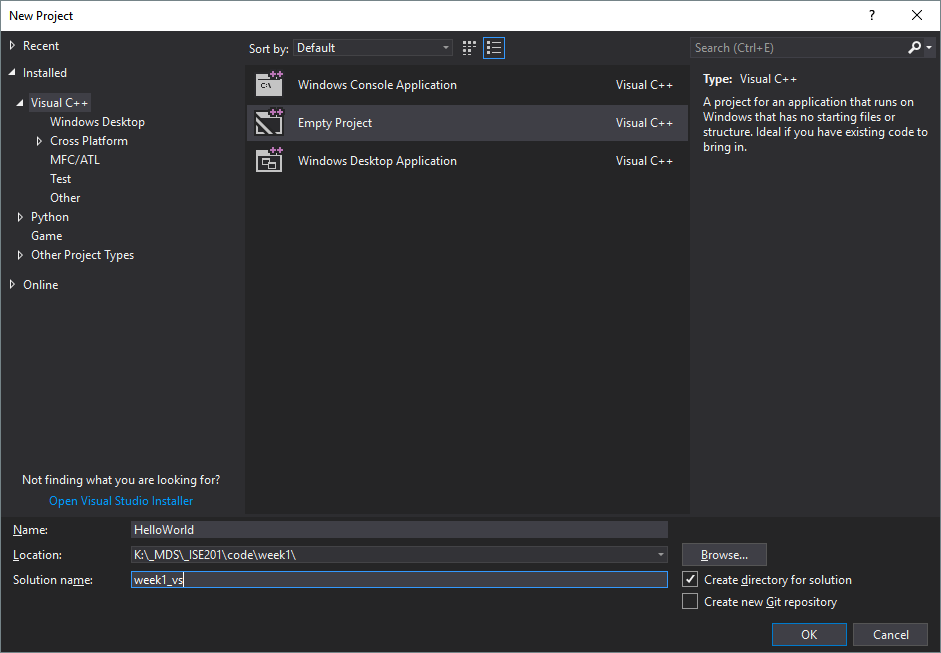 New Project
?
Recent
Installed
Visual C++
Windows Desktop
Cross Platform
MFC/ATL
Test
Other
Python
Game
Other Project Types
Online
Not finding what you are looking for?
Open Visual Studio Installer
Sort by: Default
Windows Console Application Visual C++
Empty Project Visual C++
Windows Desktop Application Visual C++
Search (Ctrl+E)
Type: Visual C++
A project for an application that runs on
Windows that has no starting files or
structure. Ideal if you have existing code to
bring in.
Name: HelloWorld
Location: K:\_MDS\_ISE201\code\week1\
Browse...
Solution name: week1_vs
Create directory for solution
Create new Git repository
OK Cancel